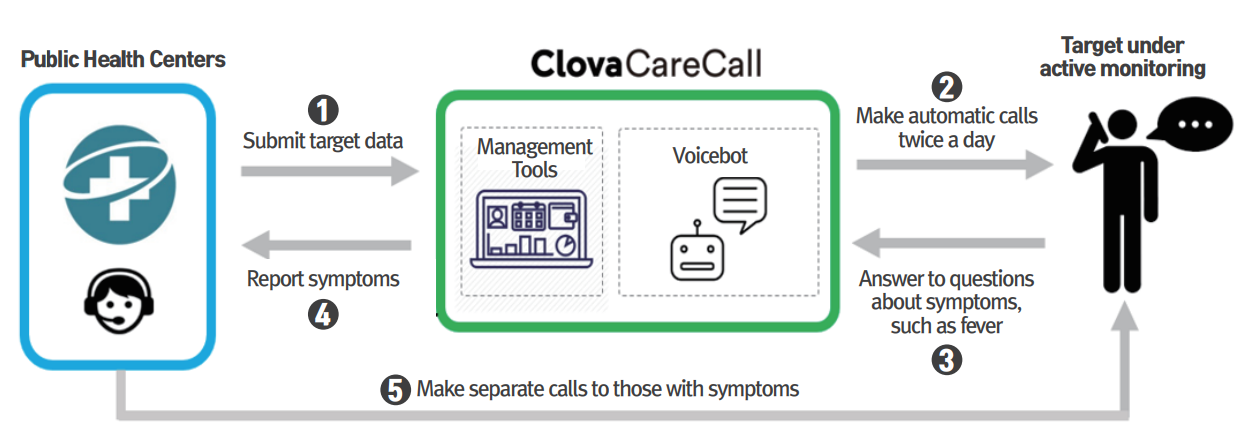 Public Health Centers
ClovaCareCall
Target under
active monitoring
1
Submit target data
Management
Tools
Voicebot
2
Make automatic calls
twice a day
Report symptoms
4
Answer to questions
about symptoms,
such as fever
3
5 Make separate calls to those with symptoms